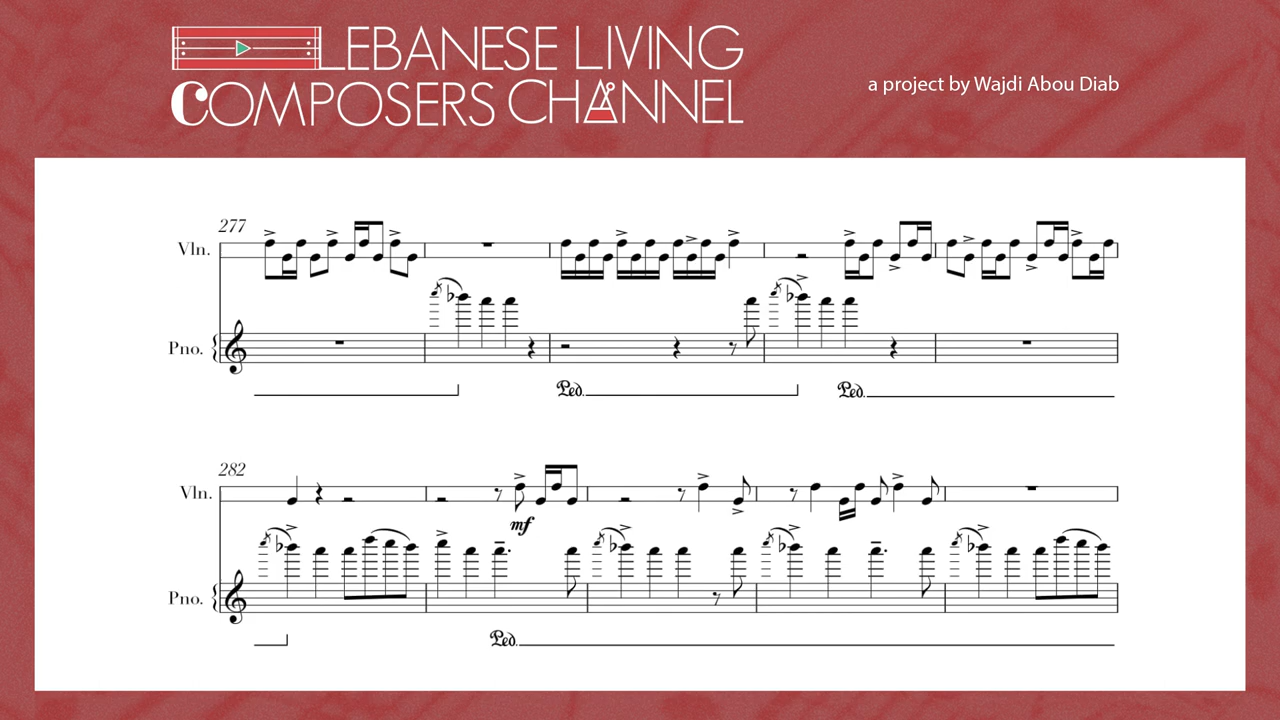 LEBANESE LIVING
COMPOSERS CHANNEL
a project by Wajdi Abou Diab
277
Vln.
Pno.
Ped. Ped.
282
Vln.
mf
Pno.
Ped.